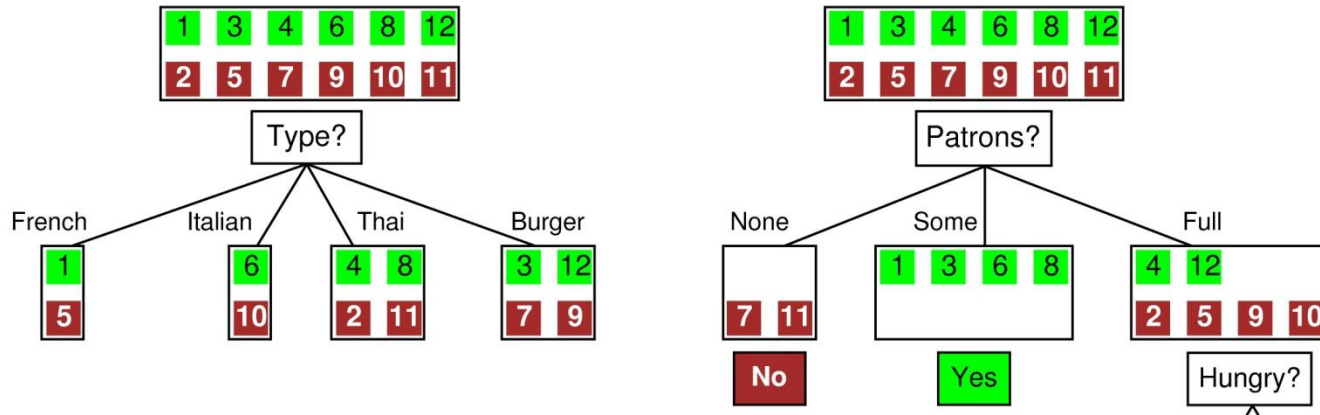 1 3 4 6 8 12
2 5 7 9 10 11
Type?
French Italian Thai Burger
1 6 4 8 3 12
5 10 2 11 7 9
1 3 4 6 8 12
2 5 7 9 10 11
Patrons?
None Some Full
1 3 6 8 4 12
7 11 2 5 9 10
No Yes Hungry?